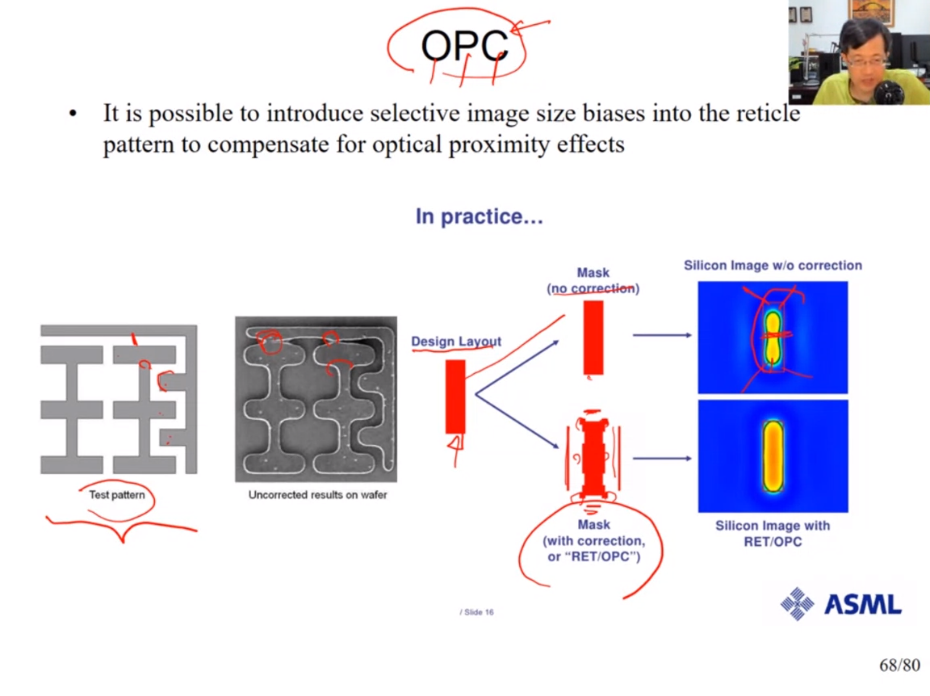 OPC
• It is possible to introduce selective image size biases into the reticle
pattern to compensate for optical proximity effects
In practice...
Silicon Image w/o correction
Mask
(no correction)
Design Layout
Test pattern
Uncorrected results on wafer
Mask
(with correction,
or “RET/OPC”)
Silicon Image with
RET/OPC
/ Slide 16
ASML
68/80